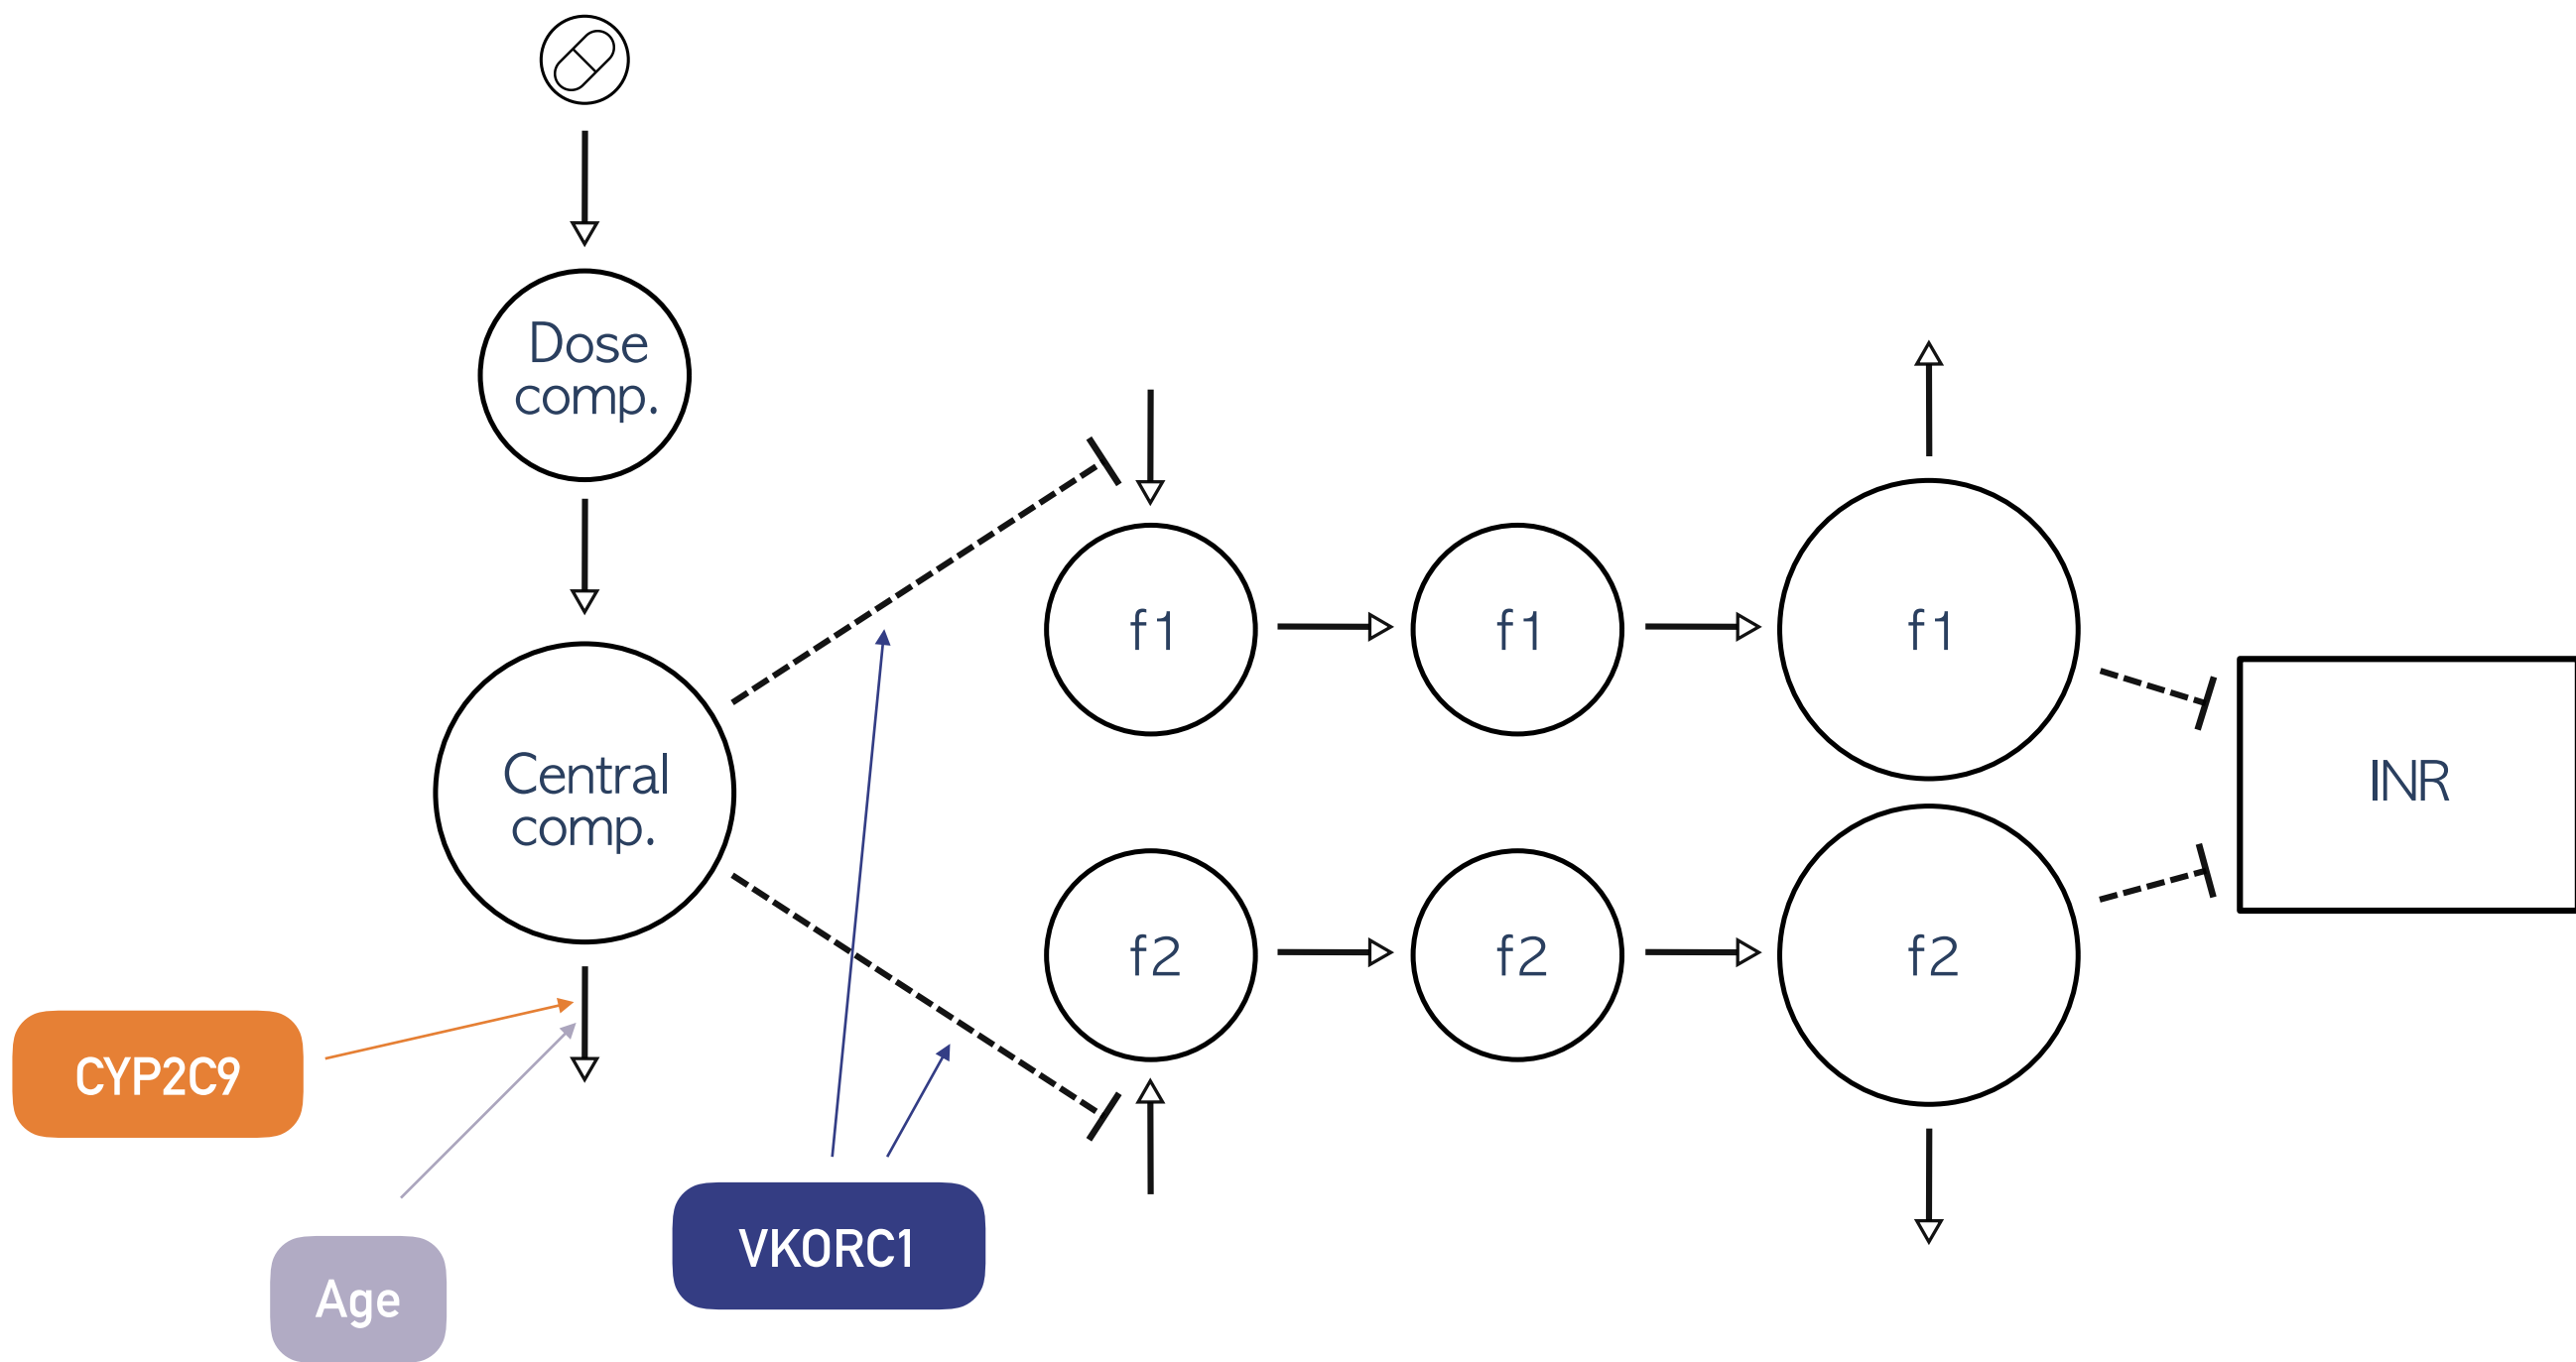 Dose
comp.
Central
comp.
f1
f1
f1
f2
f2
f2
INR
CYP2C9
Age
VKORC1